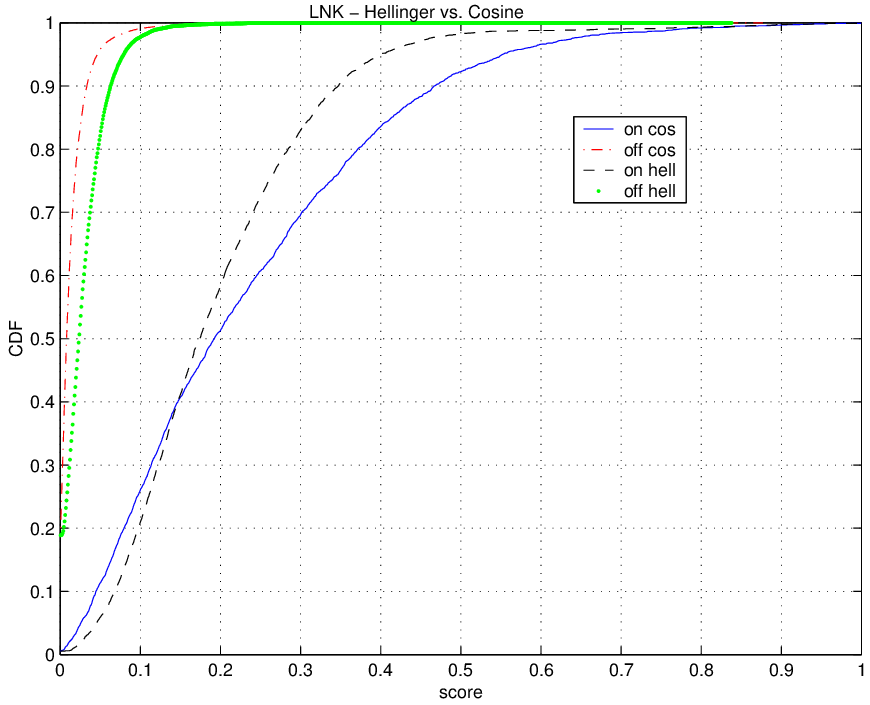 LNK – Hellinger vs. Cosine
1
0.9
0.8
0.7
0.6
0.5
0.4
0.3
0.2
0.1
0
CDF
on cos
off cos
on hell
off hell
0 0.1 0.2 0.3 0.4 0.5 0.6 0.7 0.8 0.9 1
score